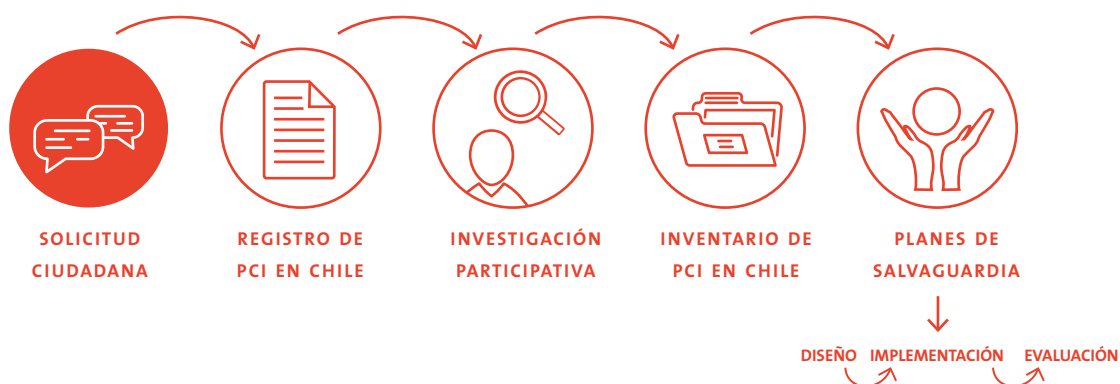 SOLICITUD
CIUDADANA
REGISTRO DE
PCI EN CHILE
INVESTIGACIÓN
PARTICIPATIVA
INVENTARIO DE
PCI EN CHILE
PLANES DE
SALVAGUARDIA
DISEÑO IMPLEMENTACIÓN EVALUACIÓN